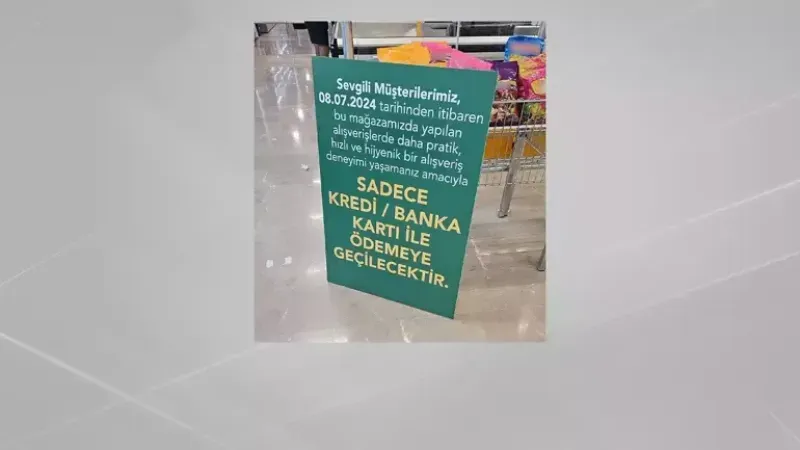 Sevgili Müşterilerimiz,
08.07.2024 tarihinden itibaren
bu mağazamızda yapılan
alışverişlerde daha pratik,
hızlı ve hijyenik bir alışveriş
deneyimi yaşamanız amacıyla
SADECE
KREDİ / BANKA
KARTI İLE
ÖDEMEYE
GEÇİLECEKTİR.